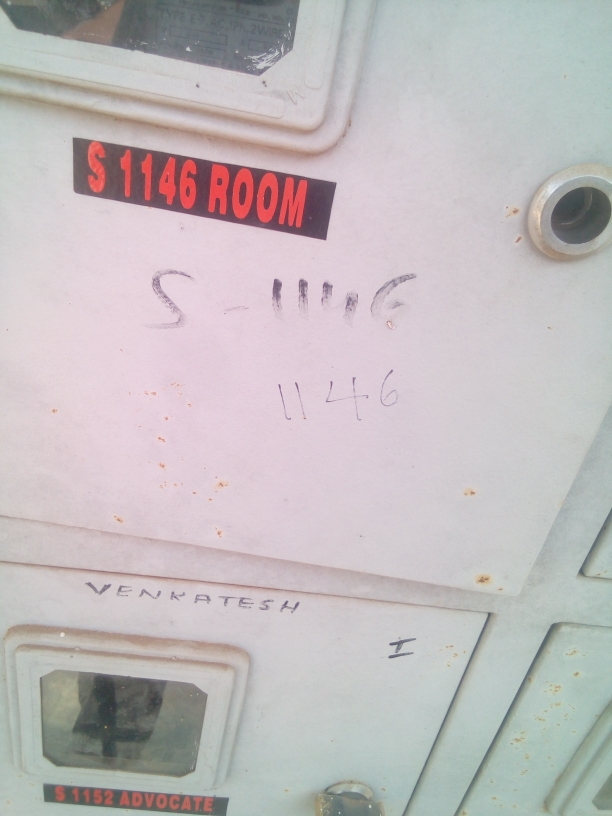 S 1146 ROOM
S-1146
1146
VENKATESH
I
S 1152 ADVOCATE